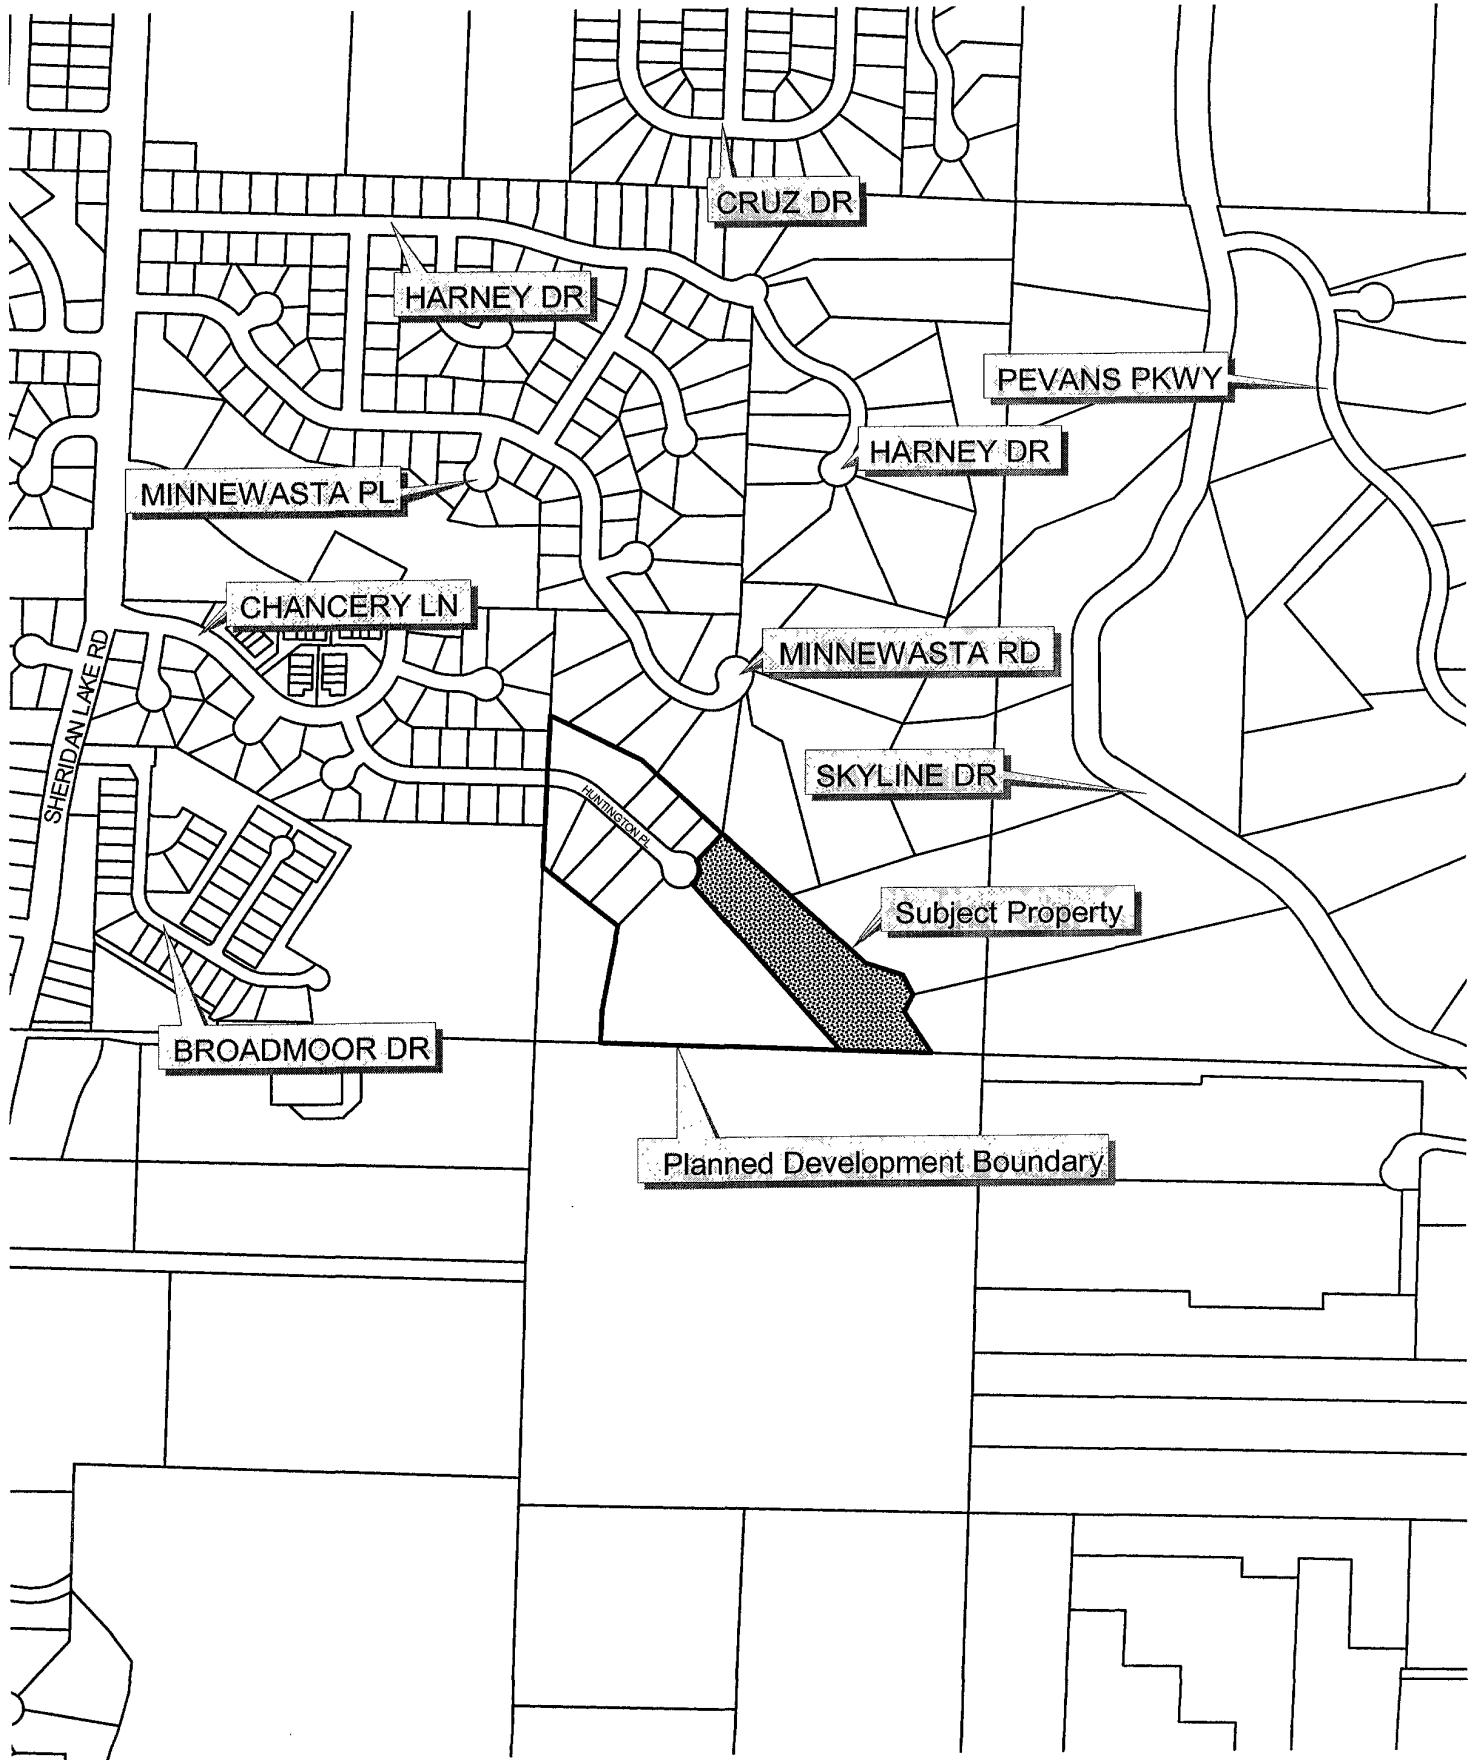 CRUZ DR
HARNEY DR
PEVANS PKWY
HARNEY DR
MINNEWASTA PL
CHANCERY LN
SHERIDAN LAKE RD
MINNEWASTA RD
SKYLINE DR
HUNTINGTON PL
Subject Property
BROADMOOR DR
Planned Development Boundary